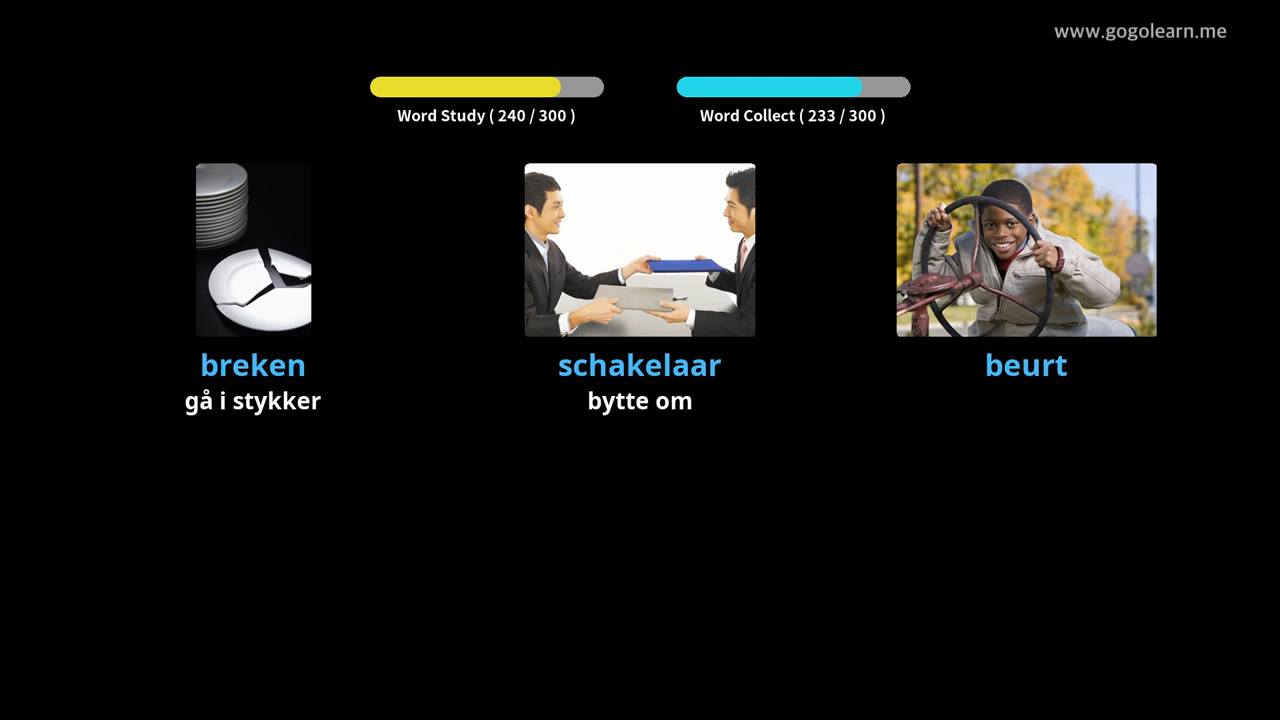 www.gogolearn.me
Word Study ( 240 / 300 )
Word Collect ( 233 / 300 )
breken
gå i stykker
schakelaar
bytte om
beurt